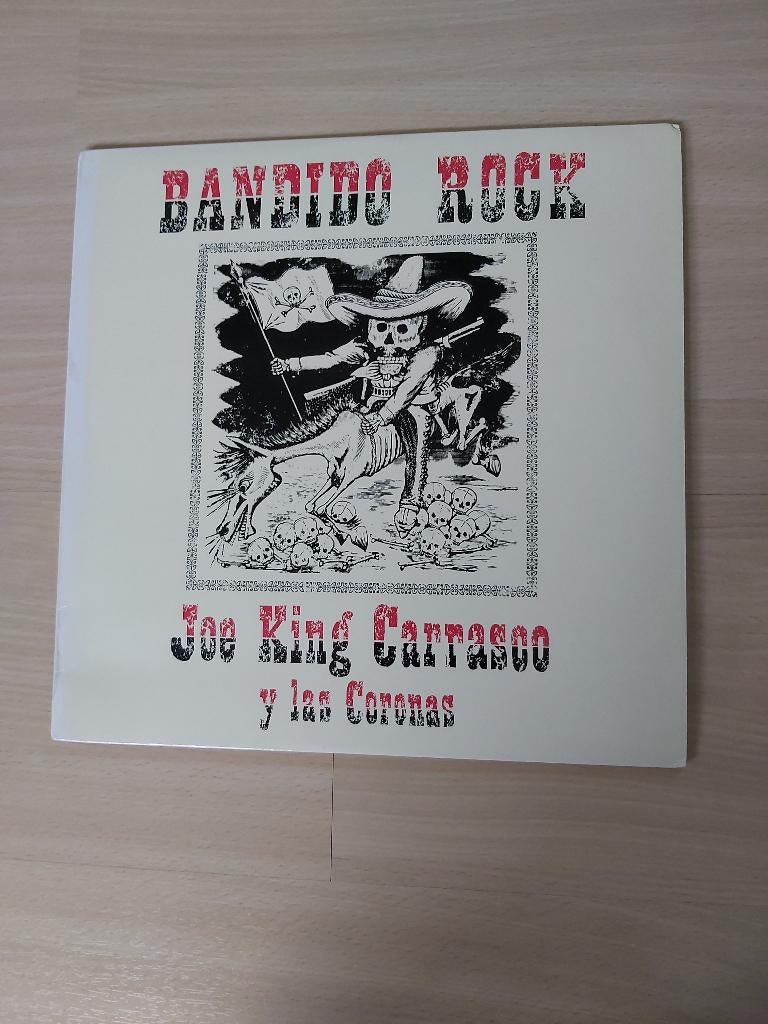 BANDIDO ROCK
Joe King Carrasco
y las Coronas